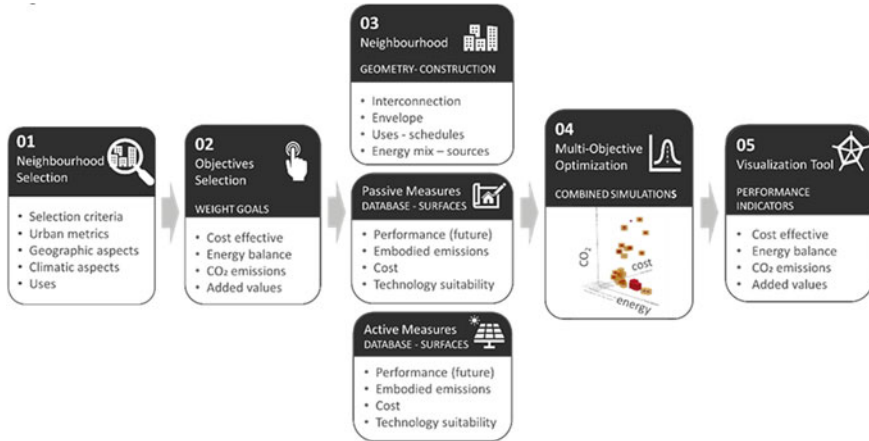 01
Neighbourhood
Selection
• Selection criteria
• Urban metrics
• Geographic aspects
• Climatic aspects
• Uses
02
Objectives
Selection
WEIGHT GOALS
• Cost effective
• Energy balance
• CO₂ emissions
• Added values
03
Neighbourhood
GEOMETRY- CONSTRUCTION
• Interconnection
• Envelope
• Uses - schedules
• Energy mix – sources
Passive Measures
DATABASE - SURFACES
• Performance (future)
• Embodied emissions
• Cost
• Technology suitability
Active Measures
DATABASE - SURFACES
• Performance (future)
• Embodied emissions
• Cost
• Technology suitability
04
Multi-Objective
Optimization
COMBINED SIMULATIONS
CO₂
cost
energy
05
Visualization Tool
PERFORMANCE
INDICATORS
• Cost effective
• Energy balance
• CO₂ emissions
• Added values